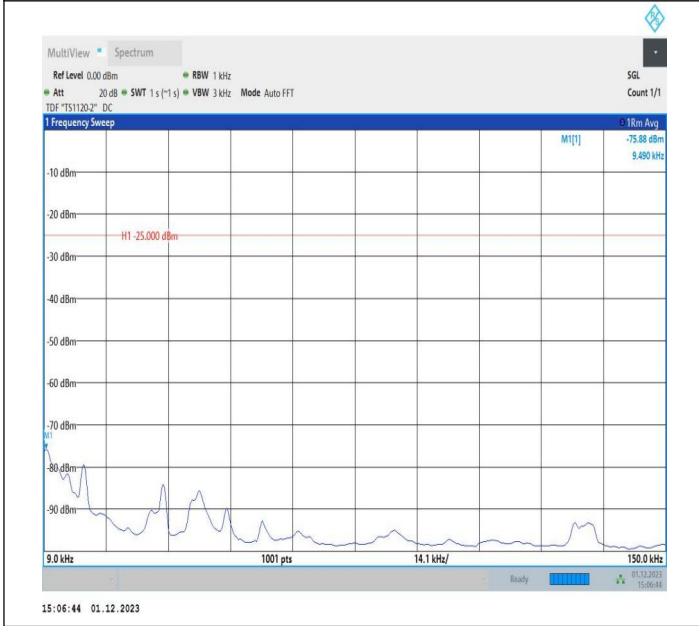 MultiView Spectrum
Ref Level 0.00 dBm RBW 1 kHz SGL
Att 20 dB SWT 1 s (~1 s) VBW 3 kHz Mode Auto FFT Count 1/1
TDF "TS1120-2" DC
1 Frequency Sweep 1Rm Avg
M1[1] -75.88 dBm
9.490 kHz
-10 dBm
-20 dBm
H1 -25.000 dBm
-30 dBm
-40 dBm
-50 dBm
-60 dBm
-70 dBm
M1
-80 dBm
-90 dBm
9.0 kHz 1001 pts 14.1 kHz/ 150.0 kHz
Ready 01.12.2023
15:06:44
15:06:44 01.12.2023